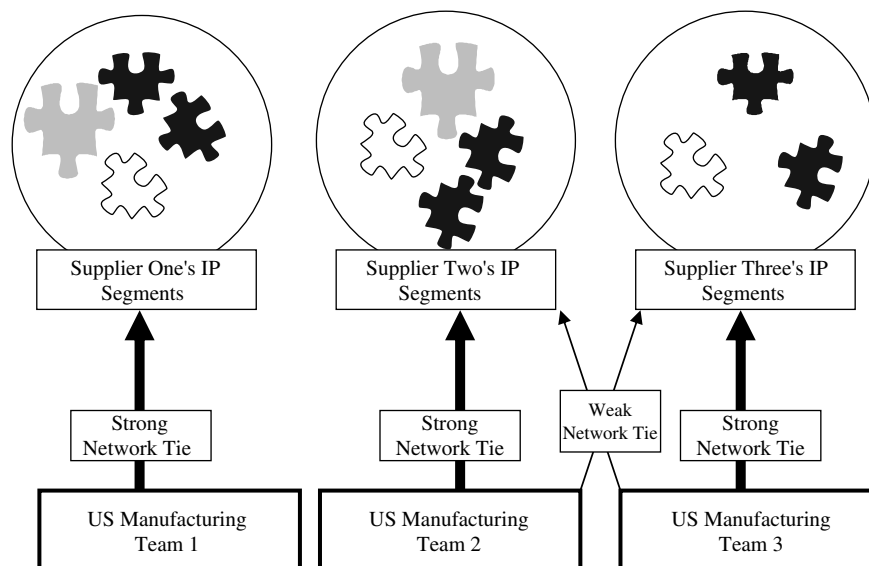 Supplier One's IP
Segments
Supplier Two's IP
Segments
Supplier Three's IP
Segments
Strong
Network Tie
Strong
Network Tie
Weak
Network Tie
Strong
Network Tie
US Manufacturing
Team 1
US Manufacturing
Team 2
US Manufacturing
Team 3